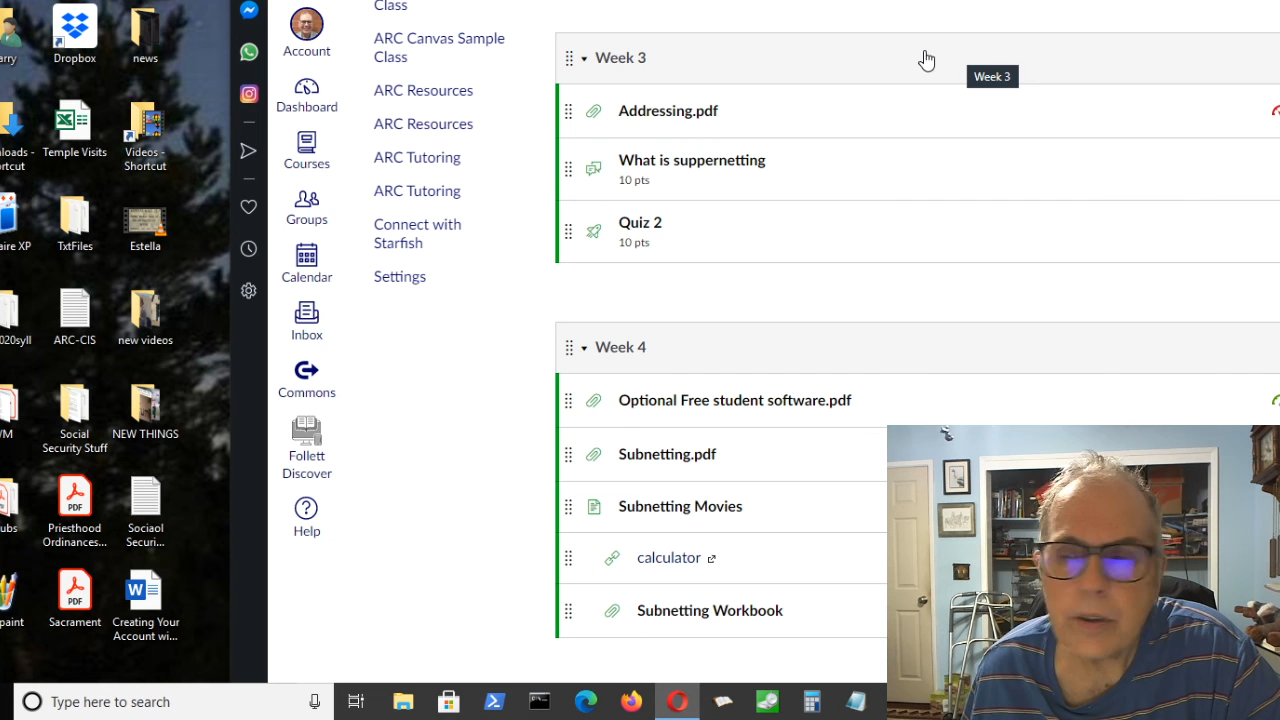 arry
Dropbox
news
nloads -
ortcut
Temple Visits
Videos -
Shortcut
aire XP
TxtFiles
Estella
020syll
ARC-CIS
new videos
VM
Social
Security Stuff
NEW THINGS
PDF
ubs
Priesthood
Ordinances...
Sociaol
Securi...
PDF
paint
Sacrament
Creating Your
Account wi...
Account
Dashboard
Courses
Groups
Calendar
Inbox
Commons
Follett
Discover
Help
Class
ARC Canvas Sample
Class
ARC Resources
ARC Resources
ARC Tutoring
ARC Tutoring
Connect with
Starfish
Settings
Week 3
Week 3
Addressing.pdf
What is suppernetting
10 pts
Quiz 2
10 pts
Week 4
Optional Free student software.pdf
Subnetting.pdf
Subnetting Movies
calculator
Subnetting Workbook
Type here to search